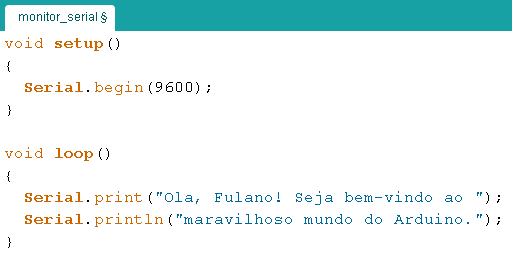 monitor_serial §
void setup()
{
  Serial.begin(9600);
}
void loop()
{
  Serial.print("Ola, Fulano! Seja bem-vindo ao ");
  Serial.println("maravilhoso mundo do Arduino.");
}